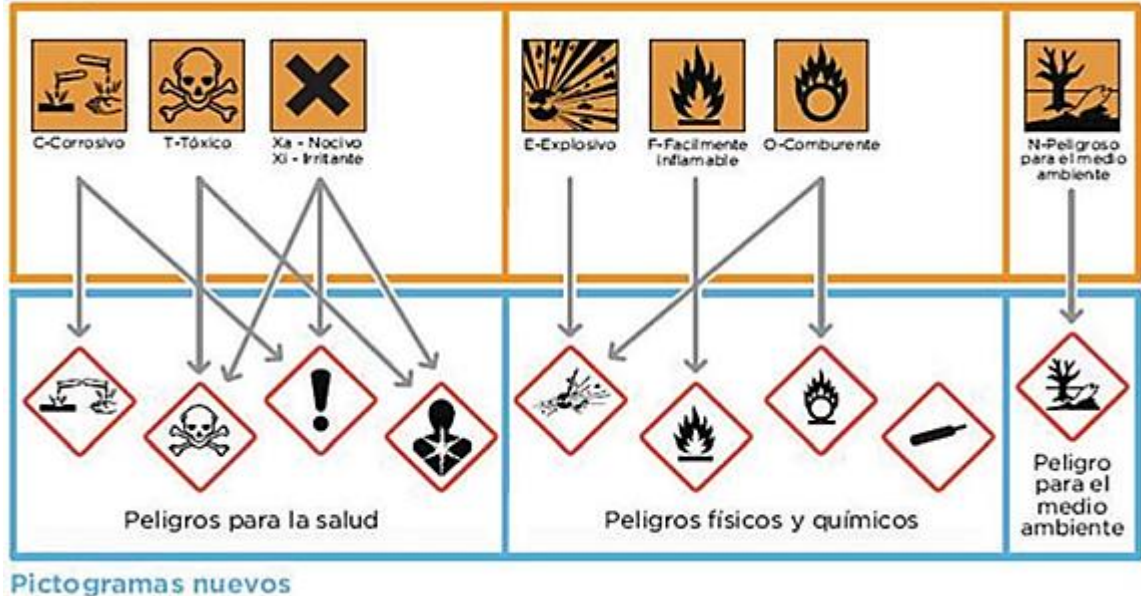 C-Corrosivo
T-Tóxico
Xa - Nocivo
Xi - Irritante
E-Explosivo
F-Facilmente
inflamable
O-Comburente
N-Peligroso
para el medio
ambiente
Peligros para la salud
Peligros físicos y químicos
Peligro
para el
medio
ambiente
Pictogramas nuevos